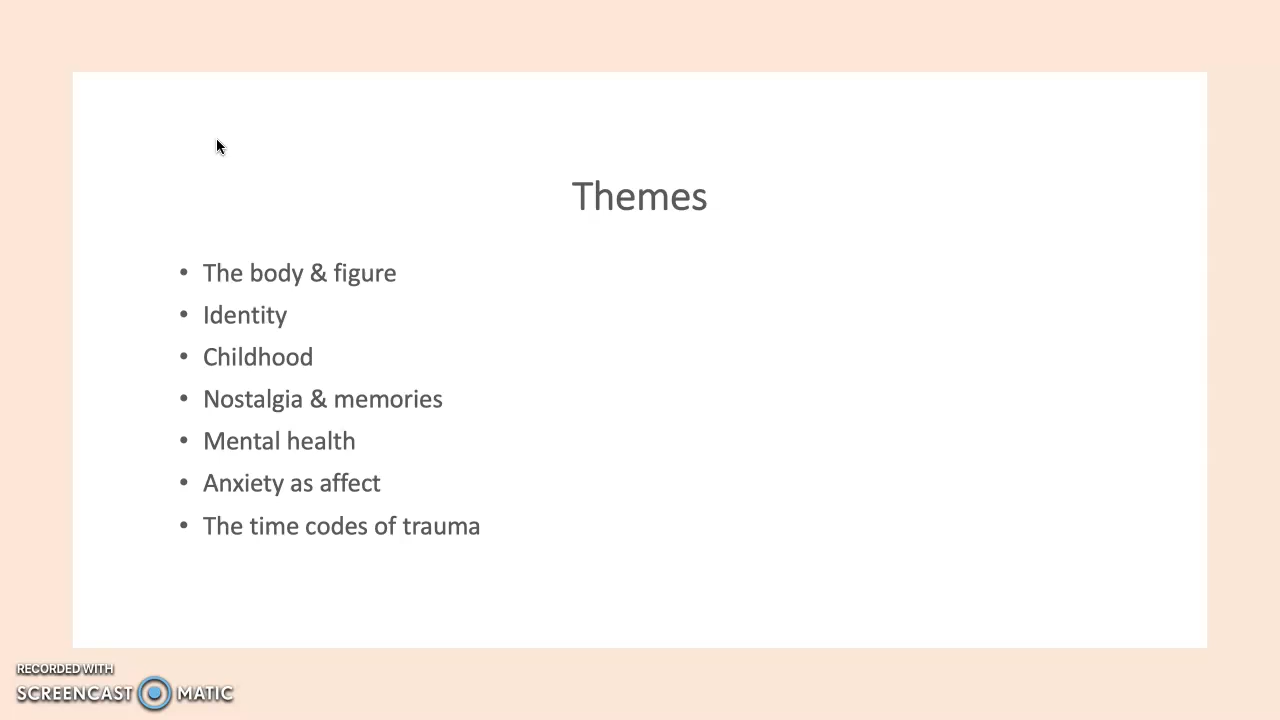 Themes
• The body & figure
• Identity
• Childhood
• Nostalgia & memories
• Mental health
• Anxiety as affect
• The time codes of trauma
RECORDED WITH
SCREENCAST MATIC